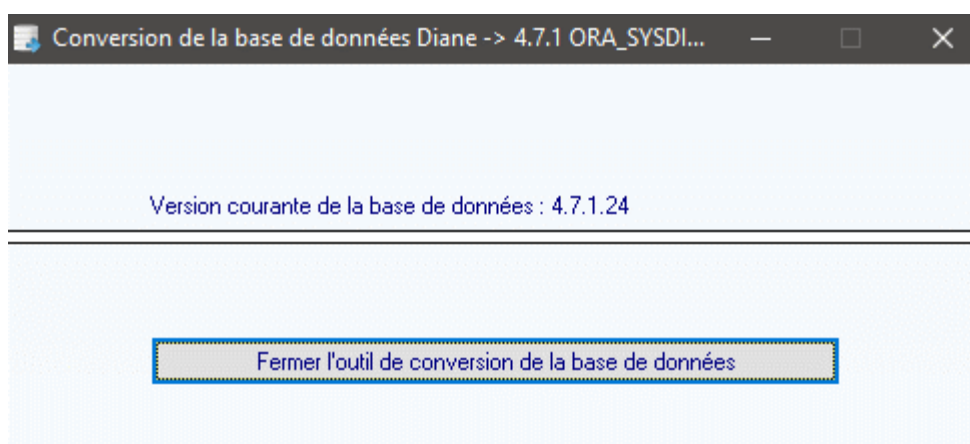 Conversion de la base de données Diane -> 4.7.1 ORA_SYSDI...
Version courante de la base de données : 4.7.1.24
Fermer l'outil de conversion de la base de données